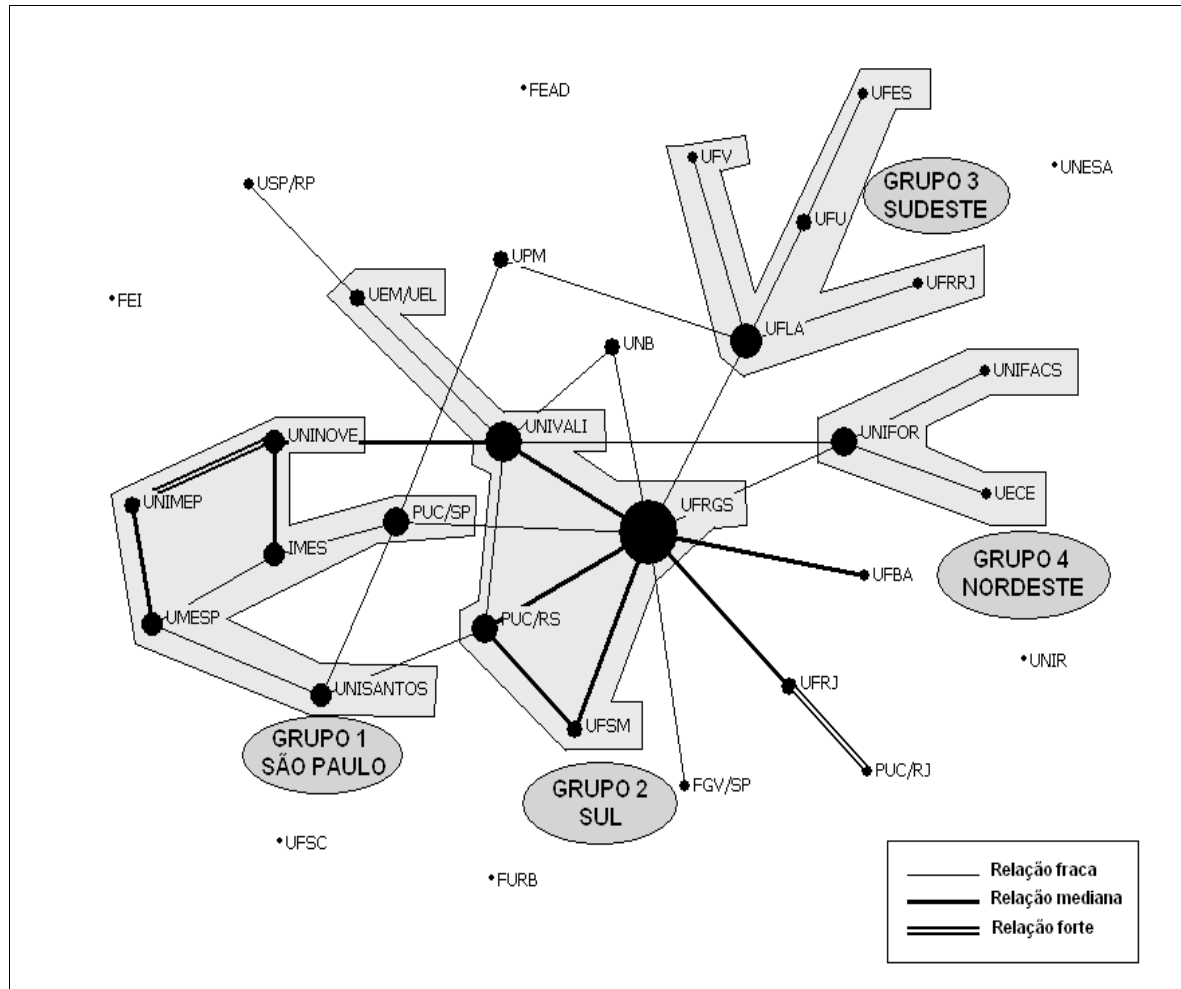 FEAD
UFES
UFV
UNESA
USP/RP
GRUPO 3
SUDESTE
UFU
UPM
UFRRJ
FEI
UEM/UEL
UFLA
UNB
UNIFACS
UNINOVE
UNIVALI
UNIFOR
UNIMEP
UFRGS
UECE
PUC/SP
IMES
GRUPO 4
NORDESTE
UFBA
UMESP
PUC/RS
UNIR
UNISANTOS
UFRJ
UFSM
GRUPO 1
SÃO PAULO
PUC/RJ
GRUPO 2
SUL
FGV/SP
UFSC
FURB
Relação fraca
Relação mediana
Relação forte